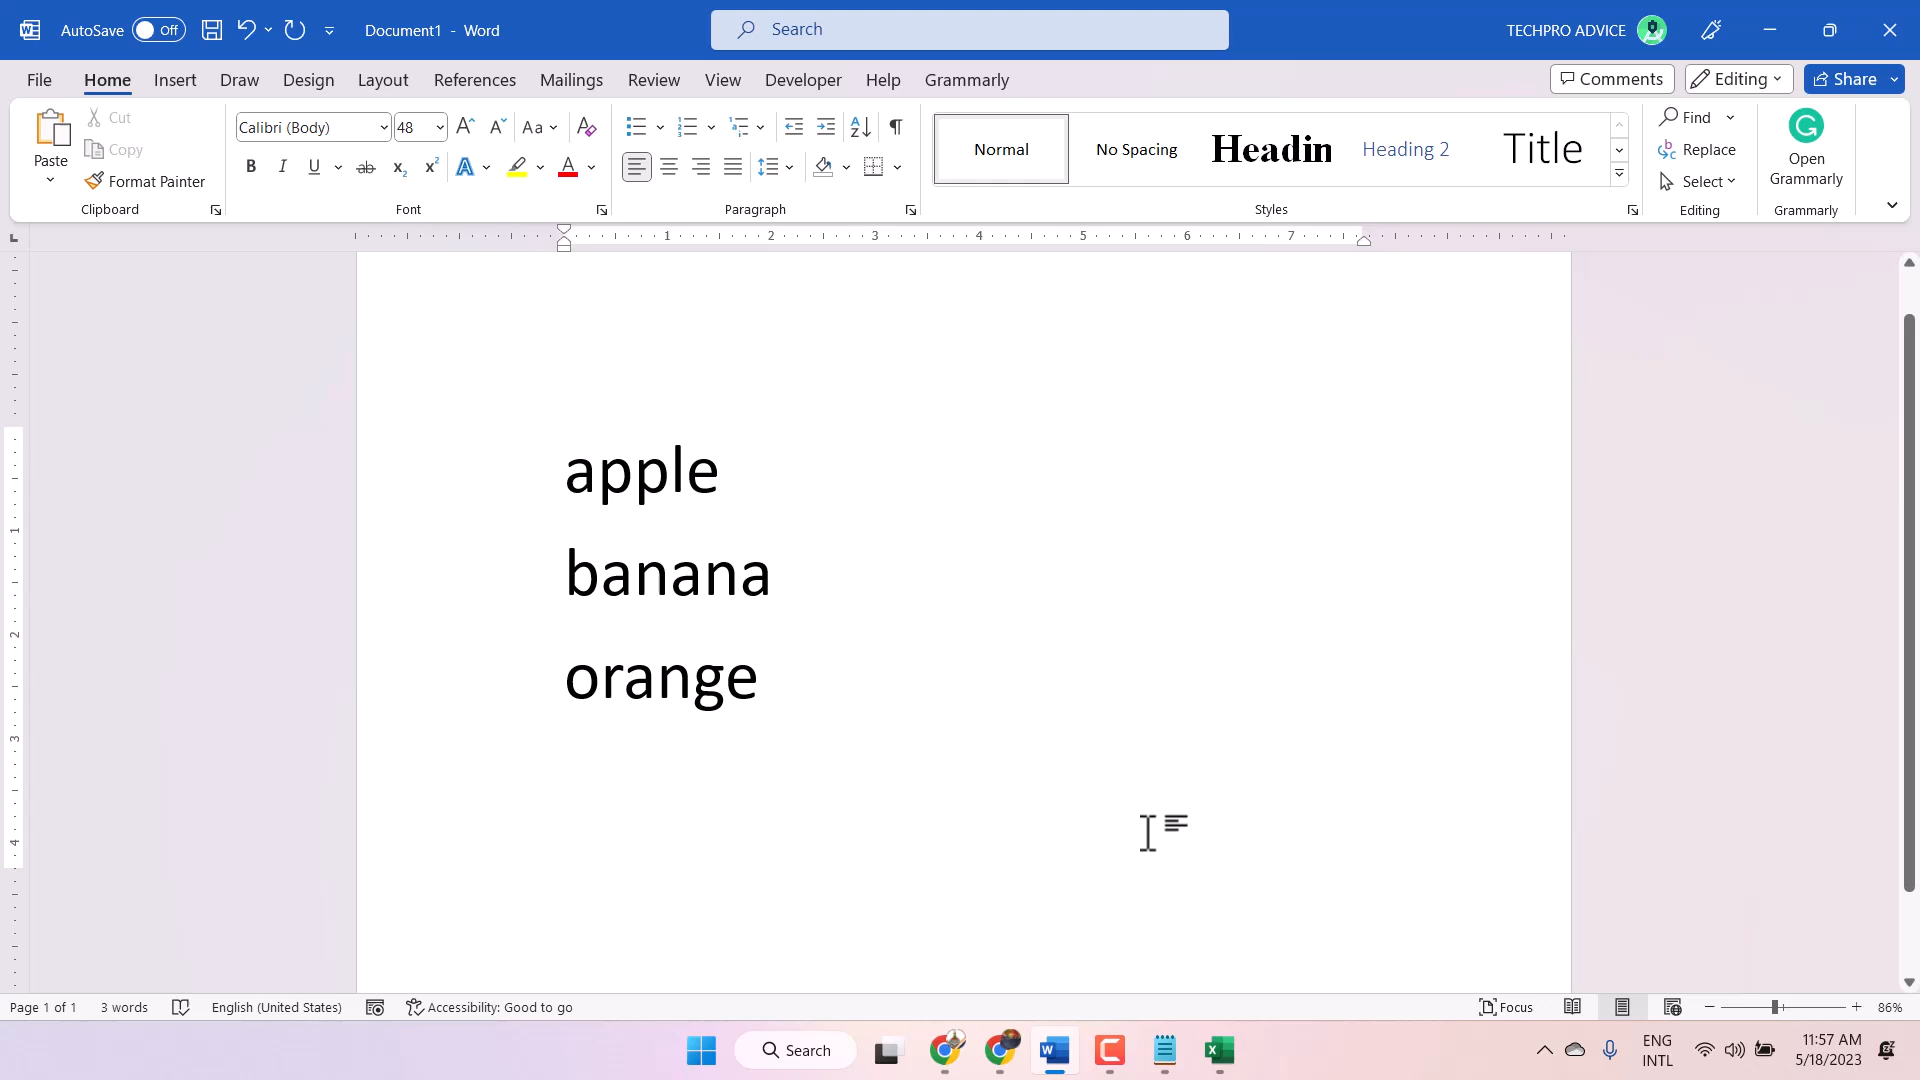 AutoSave Off Document1 - Word Search TECHPRO ADVICE
File Home Insert Draw Design Layout References Mailings Review View Developer Help Grammarly Comments Editing Share
Paste
Cut
Copy
Format Painter
Clipboard
Calibri (Body) 48
Font
Paragraph
Normal No Spacing Headin Heading 2 Title
Styles
Find
Replace
Select
Editing
Open
Grammarly
Grammarly
1 2 3 4 5 6 7
1
2
3
4
apple
banana
orange
Page 1 of 1 3 words English (United States) Accessibility: Good to go Focus 86%
Search
ENG
INTL
11:57 AM
5/18/2023